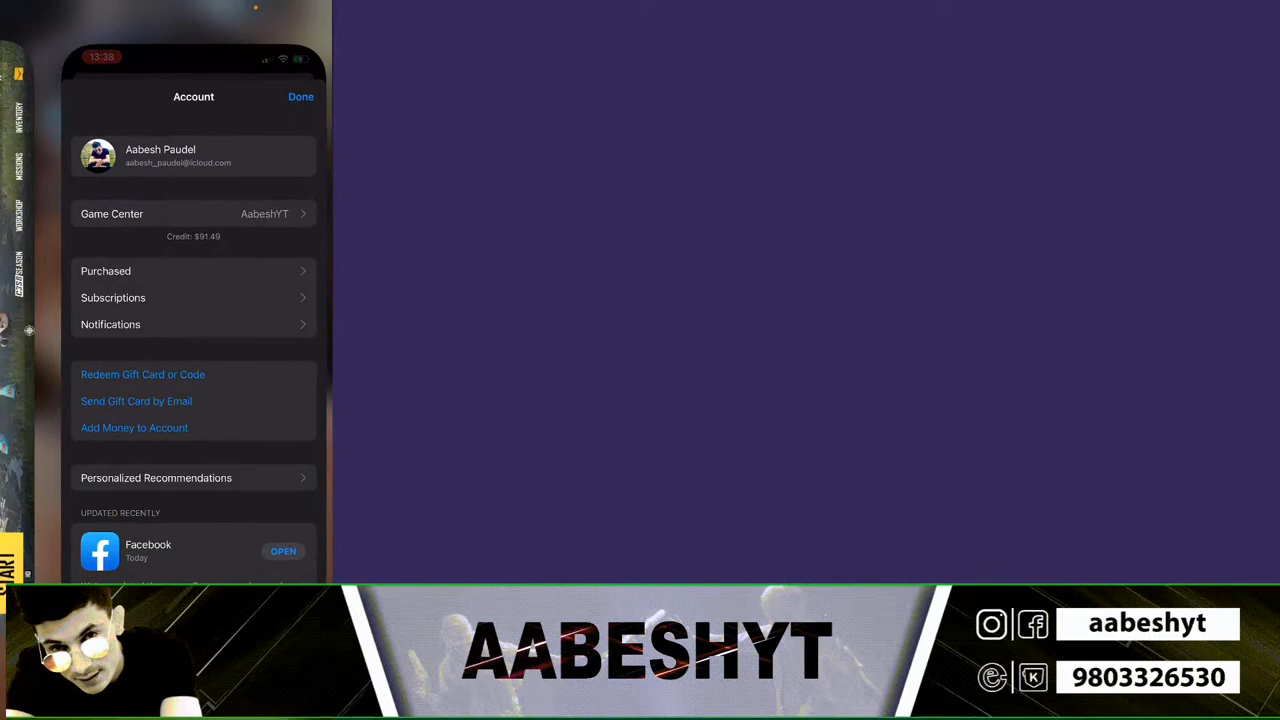 13:38
Account
Done
Aabesh Paudel
aabesh_paudel@icloud.com
Game Center
AabeshYT
Credit: $91.49
Purchased
Subscriptions
Notifications
Redeem Gift Card or Code
Send Gift Card by Email
Add Money to Account
Personalized Recommendations
UPDATED RECENTLY
Facebook
Today
OPEN
INVENTORY
MISSIONS
WORKSHOP
SEASON
START
AABESHYT
aabeshyt
9803326530